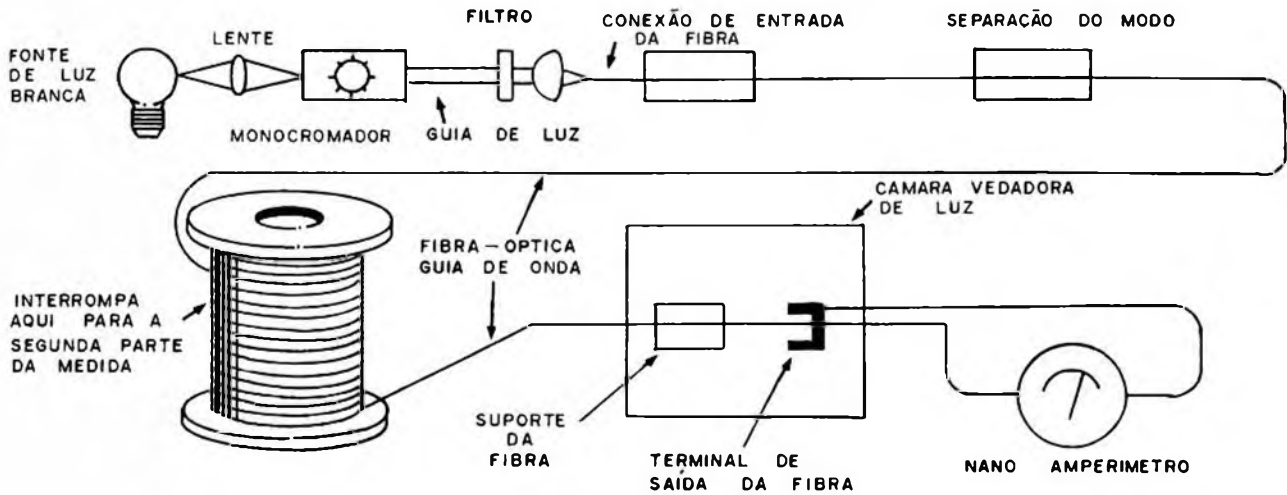 FONTE
DE LUZ
BRANCA
LENTE
MONOCROMADOR
GUIA DE LUZ
FILTRO
CONEXÃO DE ENTRADA
DA FIBRA
SEPARAÇÃO DO MODO
INTERROMPA
AQUI PARA A
SEGUNDA PARTE
DA MEDIDA
FIBRA-OPTICA
GUIA DE ONDA
CAMARA VEDADORA
DE LUZ
SUPORTE
DA
FIBRA
TERMINAL DE
SAÍDA DA FIBRA
NANO AMPERIMETRO